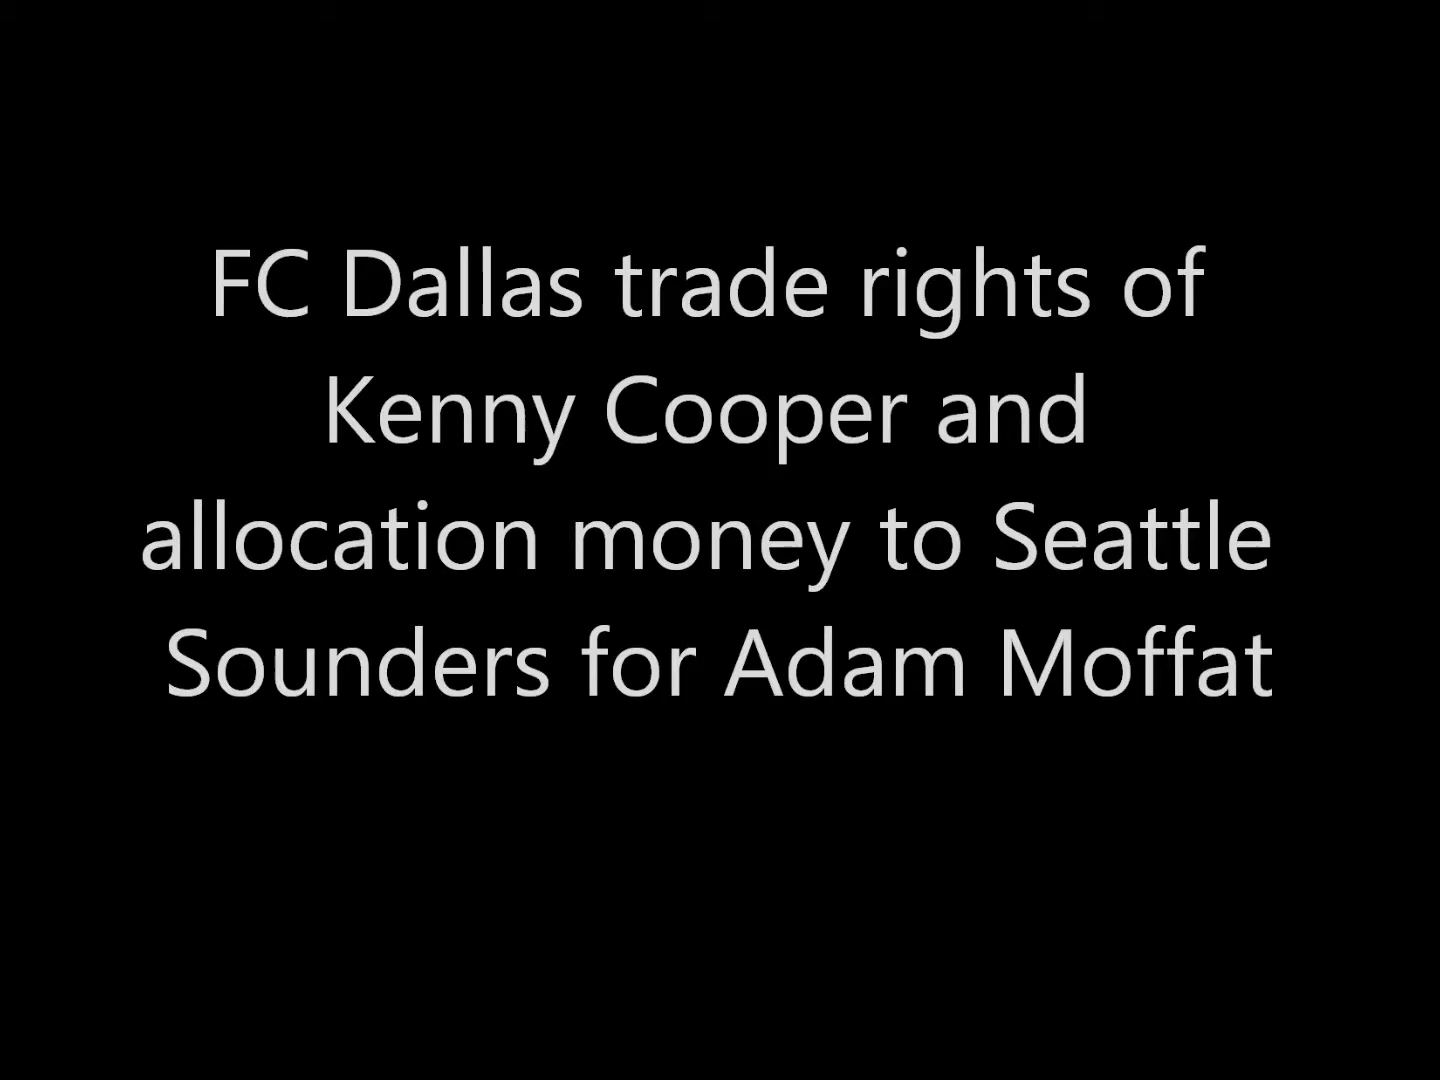 FC Dallas trade rights of
Kenny Cooper and
allocation money to Seattle
Sounders for Adam Moffat